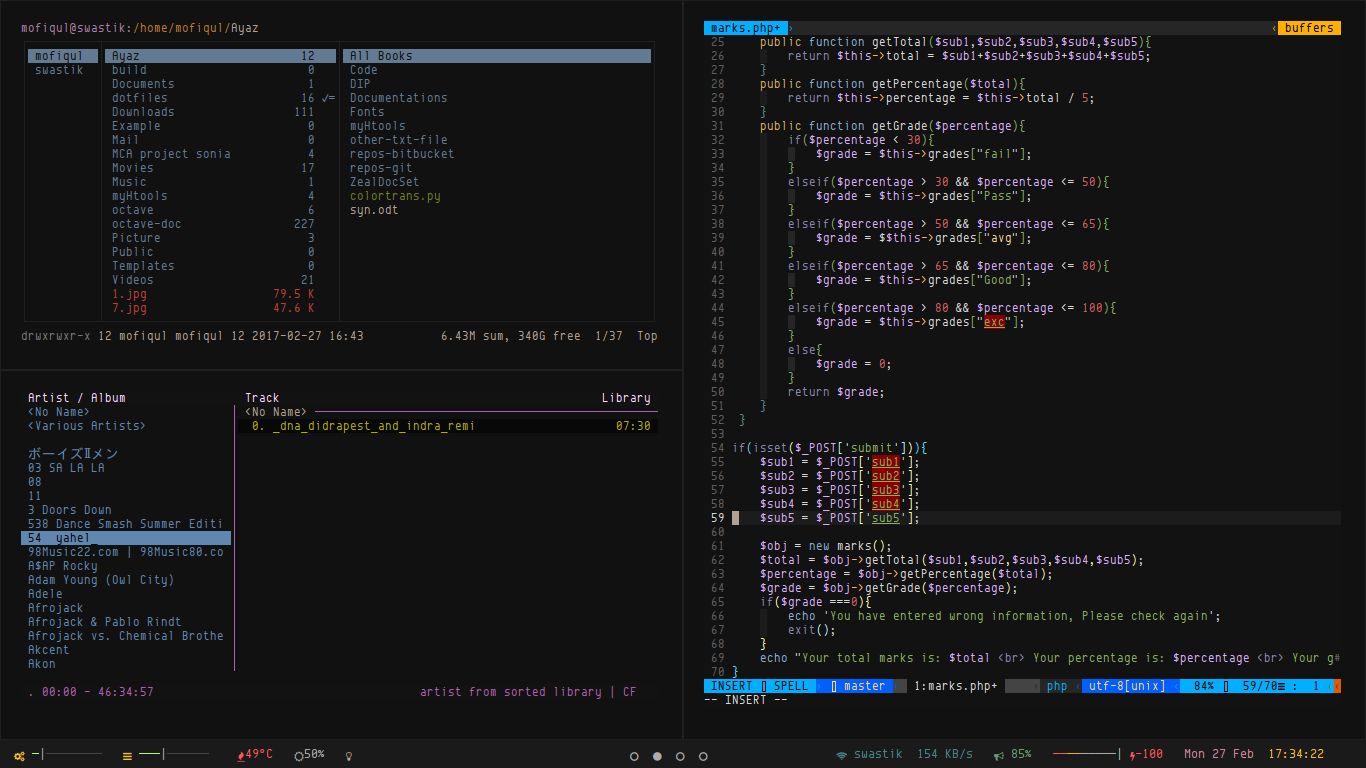 mofiqul@swastik:/home/mofiqul/Ayaz
mofiqul
swastik
Ayaz 12
build 0
Documents 1
dotfiles 16 ✓=
Downloads 111
Example 0
Mail 0
MCA project sonia 4
Movies 17
Music 1
myHtools 4
octave 6
octave-doc 227
Picture 3
Public 0
Templates 0
Videos 21
1.jpg 79.5 K
7.jpg 47.6 K
All Books
Code
DIP
Documentations
Fonts
myHtools
other-txt-file
repos-bitbucket
repos-git
ZealDocSet
colortrans.py
syn.odt
drwxrwxr-x 12 mofiqul mofiqul 12 2017-02-27 16:43 6.43M sum, 340G free 1/37 Top
Artist / Album
<No Name>
<Various Artists>
ボーイズⅡメン
03 SA LA LA
08
11
3 Doors Down
538 Dance Smash Summer Editi
54 yahel_
98Music22.com | 98Music80.co
A$AP Rocky
Adam Young (Owl City)
Adele
Afrojack
Afrojack & Pablo Rindt
Afrojack vs. Chemical Brothe
Akcent
Akon
Track Library
<No Name>
0. _dna_didrapest_and_indra_remi 07:30
. 00:00 - 46:34:57 artist from sorted library | CF
marks.php+ buffers
25 public function getTotal($sub1,$sub2,$sub3,$sub4,$sub5){
26 return $this->total = $sub1+$sub2+$sub3+$sub4+$sub5;
27 }
28 public function getPercentage($total){
29 return $this->percentage = $this->total / 5;
30 }
31 public function getGrade($percentage){
32 if($percentage < 30){
33 $grade = $this->grades["fail"];
34 }
35 elseif($percentage > 30 && $percentage <= 50){
36 $grade = $this->grades["Pass"];
37 }
38 elseif($percentage > 50 && $percentage <= 65){
39 $grade = $$this->grades["avg"];
40 }
41 elseif($percentage > 65 && $percentage <= 80){
42 $grade = $this->grades["Good"];
43 }
44 elseif($percentage > 80 && $percentage <= 100){
45 $grade = $this->grades["exc"];
46 }
47 else{
48 $grade = 0;
49 }
50 return $grade;
51 }
52 }
53
54 if(isset($_POST['submit'])){
55 $sub1 = $_POST['sub1'];
56 $sub2 = $_POST['sub2'];
57 $sub3 = $_POST['sub3'];
58 $sub4 = $_POST['sub4'];
59 $sub5 = $_POST['sub5'];
60
61 $obj = new marks();
62 $total = $obj->getTotal($sub1,$sub2,$sub3,$sub4,$sub5);
63 $percentage = $obj->getPercentage($total);
64 $grade = $obj->getGrade($percentage);
65 if($grade ===0){
66 echo 'You have entered wrong information, Please check again';
67 exit();
68 }
69 echo "Your total marks is: $total <br> Your percentage is: $percentage <br> Your g#
70 }
INSERT SPELL master 1:marks.php+ php utf-8[unix] 84% 59/70≡ : 1
-- INSERT --
49°C 50% swastik 154 KB/s 85% -100 Mon 27 Feb 17:34:22